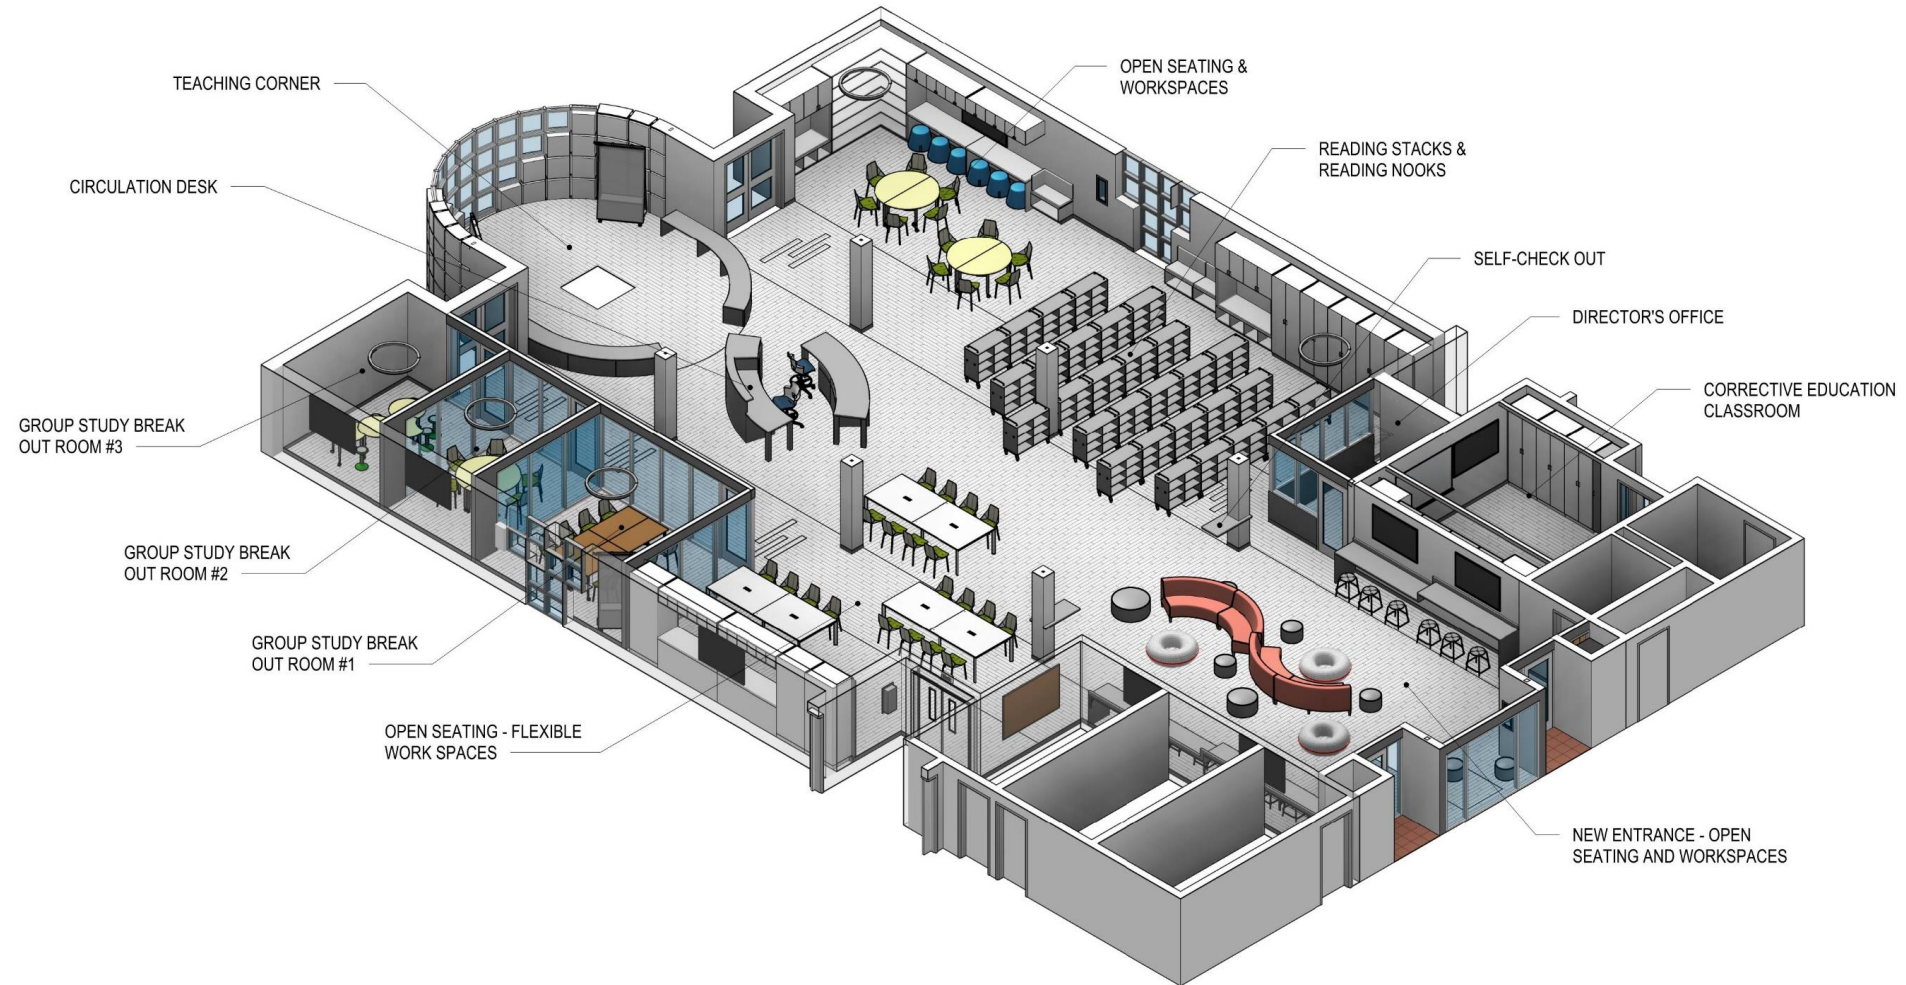 TEACHING CORNER
CIRCULATION DESK
GROUP STUDY BREAK
OUT ROOM #3
GROUP STUDY BREAK
OUT ROOM #2
GROUP STUDY BREAK
OUT ROOM #1
OPEN SEATING - FLEXIBLE
WORK SPACES
OPEN SEATING &
WORKSPACES
READING STACKS &
READING NOOKS
SELF-CHECK OUT
DIRECTOR'S OFFICE
CORRECTIVE EDUCATION
CLASSROOM
NEW ENTRANCE - OPEN
SEATING AND WORKSPACES